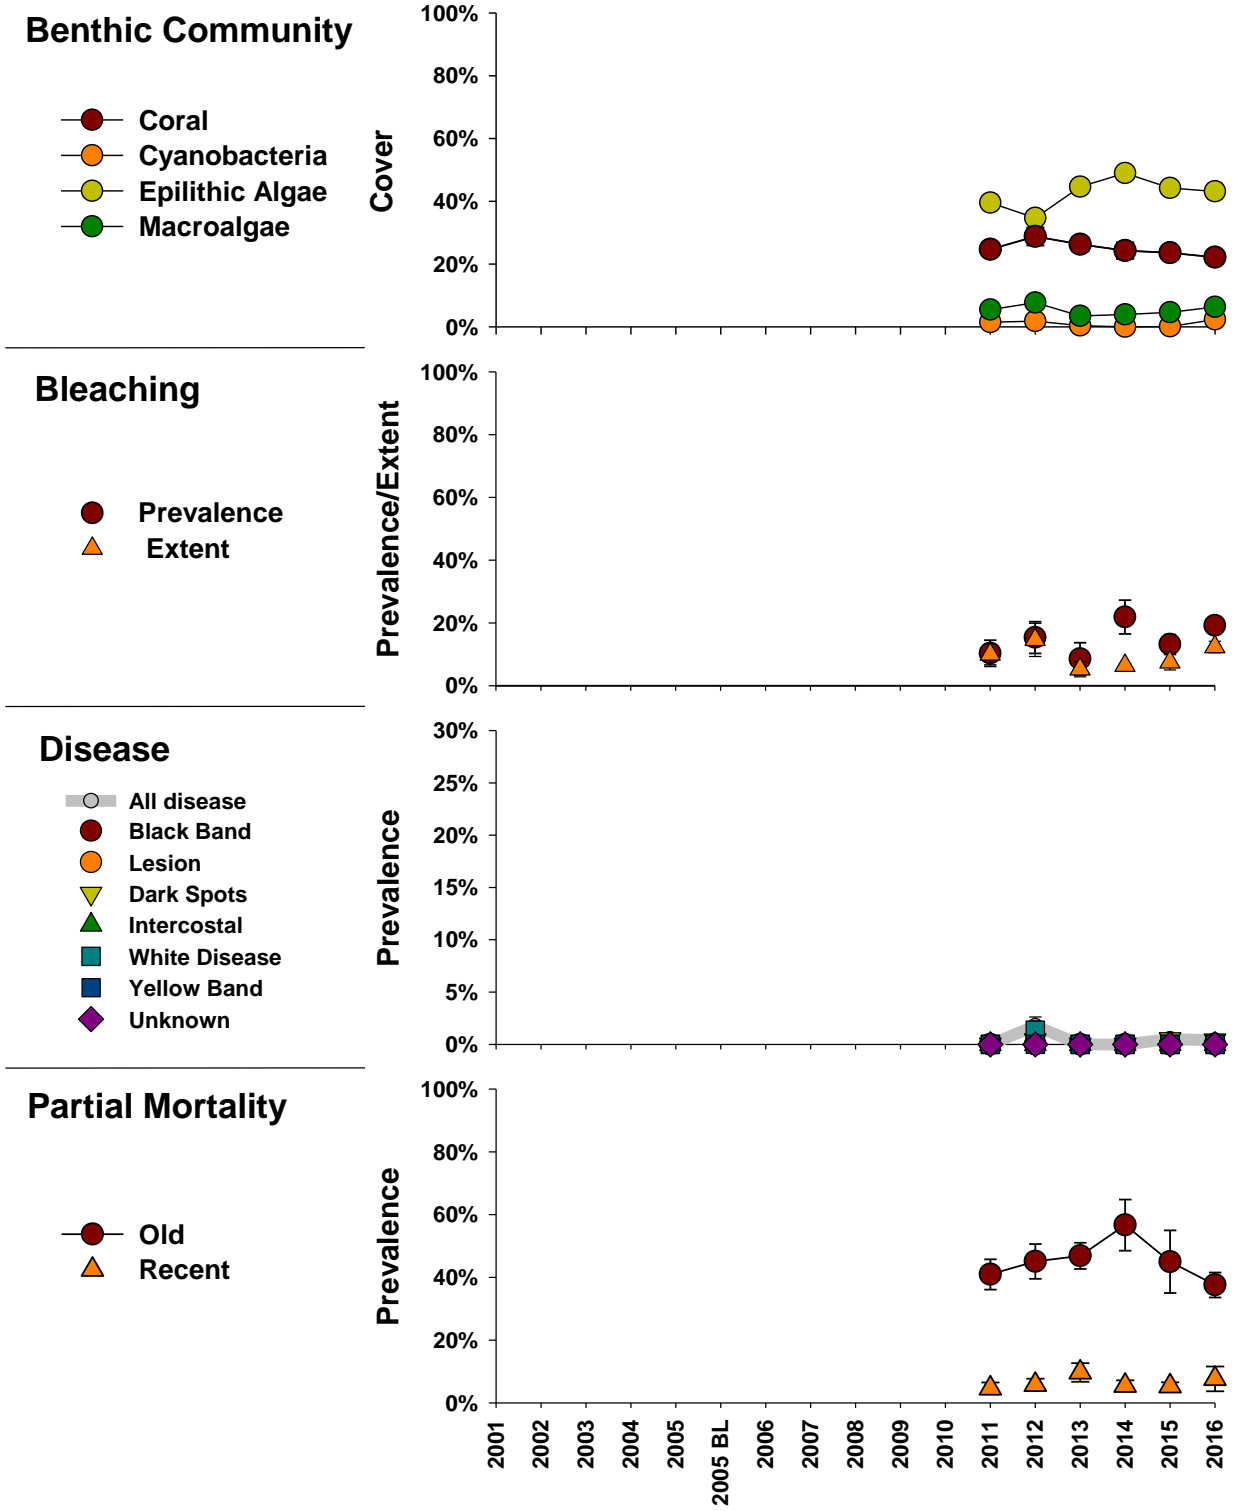 Benthic Community
Coral
Cyanobacteria
Epilithic Algae
Macroalgae
Cover
100%
80%
60%
40%
20%
0%
Bleaching
Prevalence
Extent
Prevalence/Extent
100%
80%
60%
40%
20%
0%
Disease
All disease
Black Band
Lesion
Dark Spots
Intercostal
White Disease
Yellow Band
Unknown
Prevalence
30%
25%
20%
15%
10%
5%
0%
Partial Mortality
Old
Recent
Prevalence
100%
80%
60%
40%
20%
0%
2001
2002
2003
2004
2005
2005 BL
2006
2007
2008
2009
2010
2011
2012
2013
2014
2015
2016